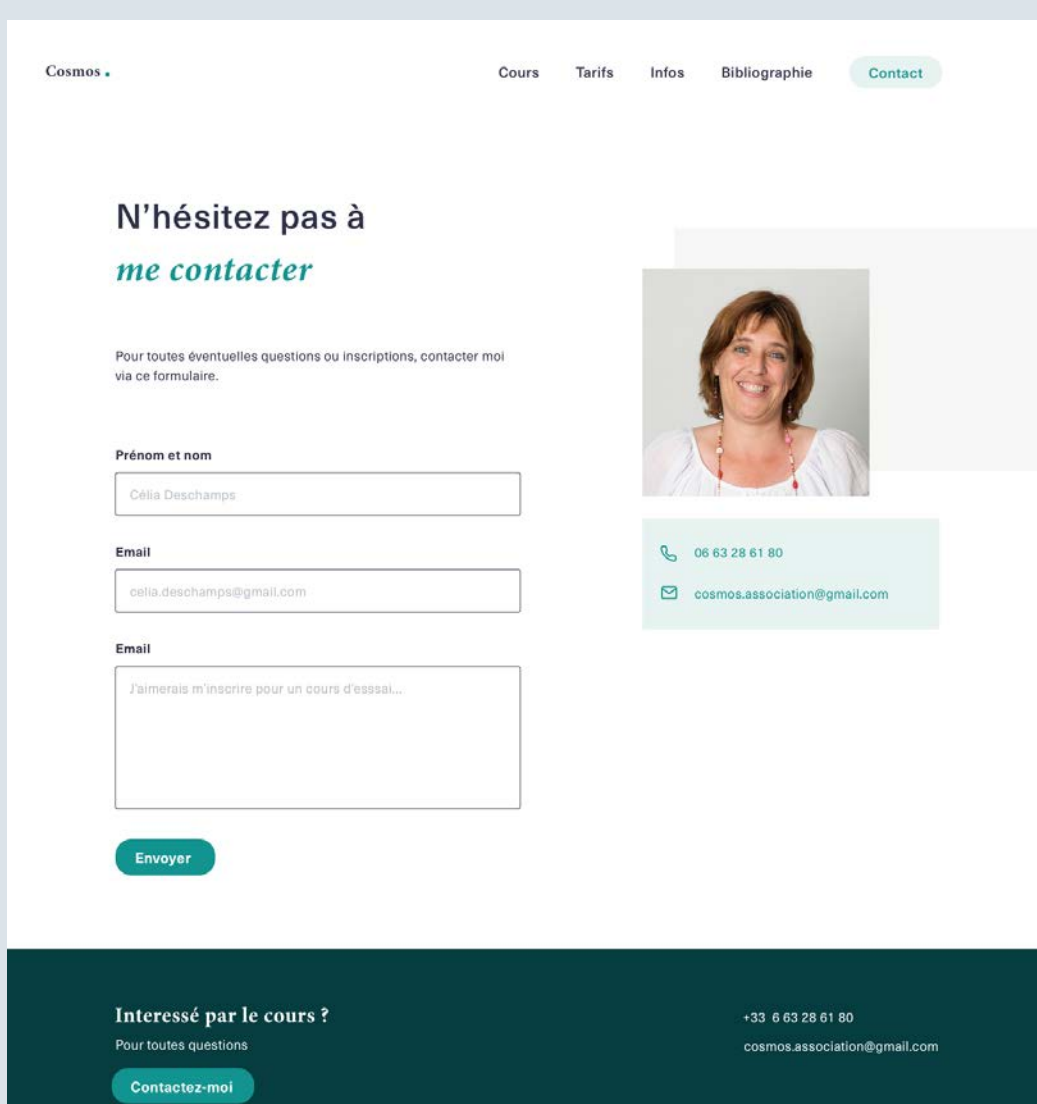 Cosmos.
Cours Tarifs Infos Bibliographie Contact
N'hésitez pas à
me contacter
Pour toutes éventuelles questions ou inscriptions, contacter moi
via ce formulaire.
Prénom et nom
Célia Deschamps
Email
celia.deschamps@gmail.com
Email
J'aimerais m'inscrire pour un cours d'esssai...
Envoyer
06 63 28 61 80
cosmos.association@gmail.com
Interessé par le cours ?
Pour toutes questions
Contactez-moi
+33 6 63 28 61 80
cosmos.association@gmail.com